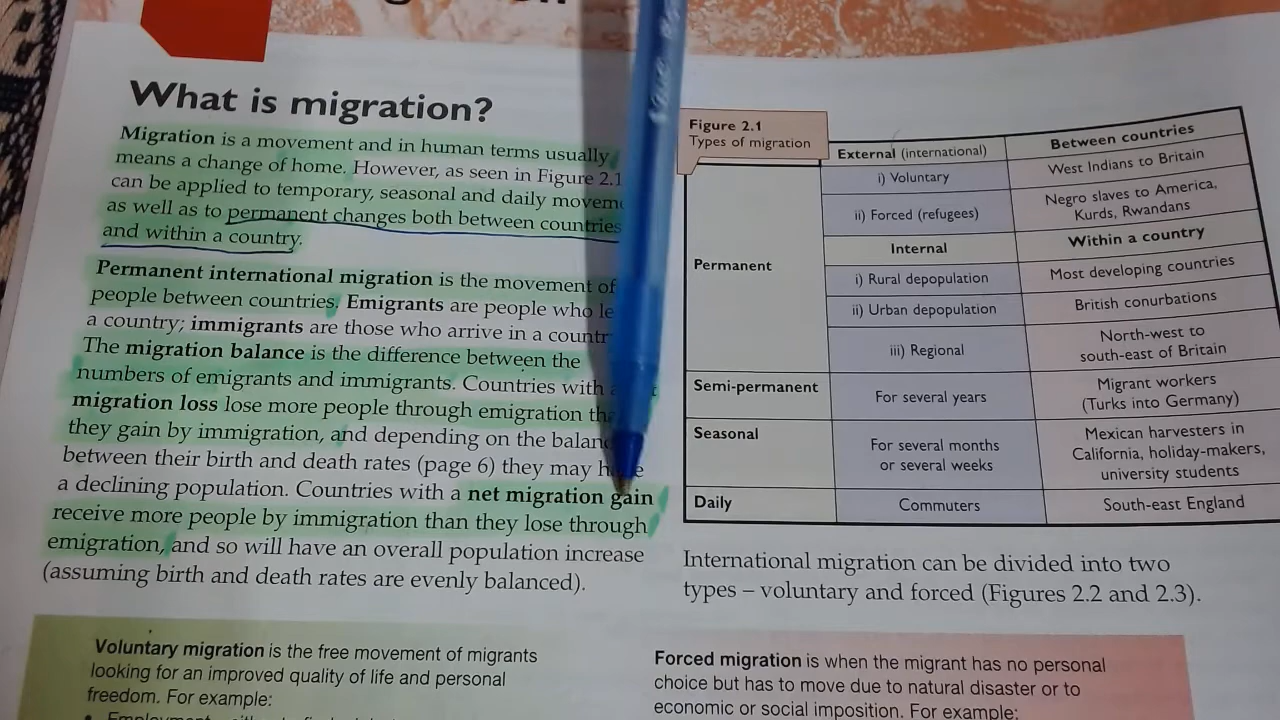 What is migration?
Migration is a movement and in human terms usually
means a change of home. However, as seen in Figure 2.1
can be applied to temporary, seasonal and daily
as well as to permanent changes both between countries
and within a country.
Permanent international migration is the movement of
people between countries. Emigrants are people who
a country; immigrants are those who arrive in a
The migration balance is the difference between the
numbers of emigrants and immigrants. Countries with
migration loss lose more people through emigration
they gain by immigration, and depending on the
between their birth and death rates (page 6) they may
a declining population. Countries with a net migration gain
receive more people by immigration than they lose through
emigration, and so will have an overall population increase
(assuming birth and death rates are evenly balanced).
Figure 2.1
Types of migration
External (international) Between countries
Permanent
i) Voluntary West Indians to Britain
ii) Forced (refugees) Negro slaves to America,
Kurds, Rwandans
Internal Within a country
i) Rural depopulation Most developing countries
ii) Urban depopulation British conurbations
iii) Regional North-west to
south-east of Britain
Semi-permanent For several years Migrant workers
(Turks into Germany)
Seasonal For several months
or several weeks Mexican harvesters in
California, holiday-makers,
university students
Daily Commuters South-east England
International migration can be divided into two
types – voluntary and forced (Figures 2.2 and 2.3).
Voluntary migration is the free movement of migrants
looking for an improved quality of life and personal
freedom. For example:
Forced migration is when the migrant has no personal
choice but has to move due to natural disaster or to
economic or social imposition. For example: